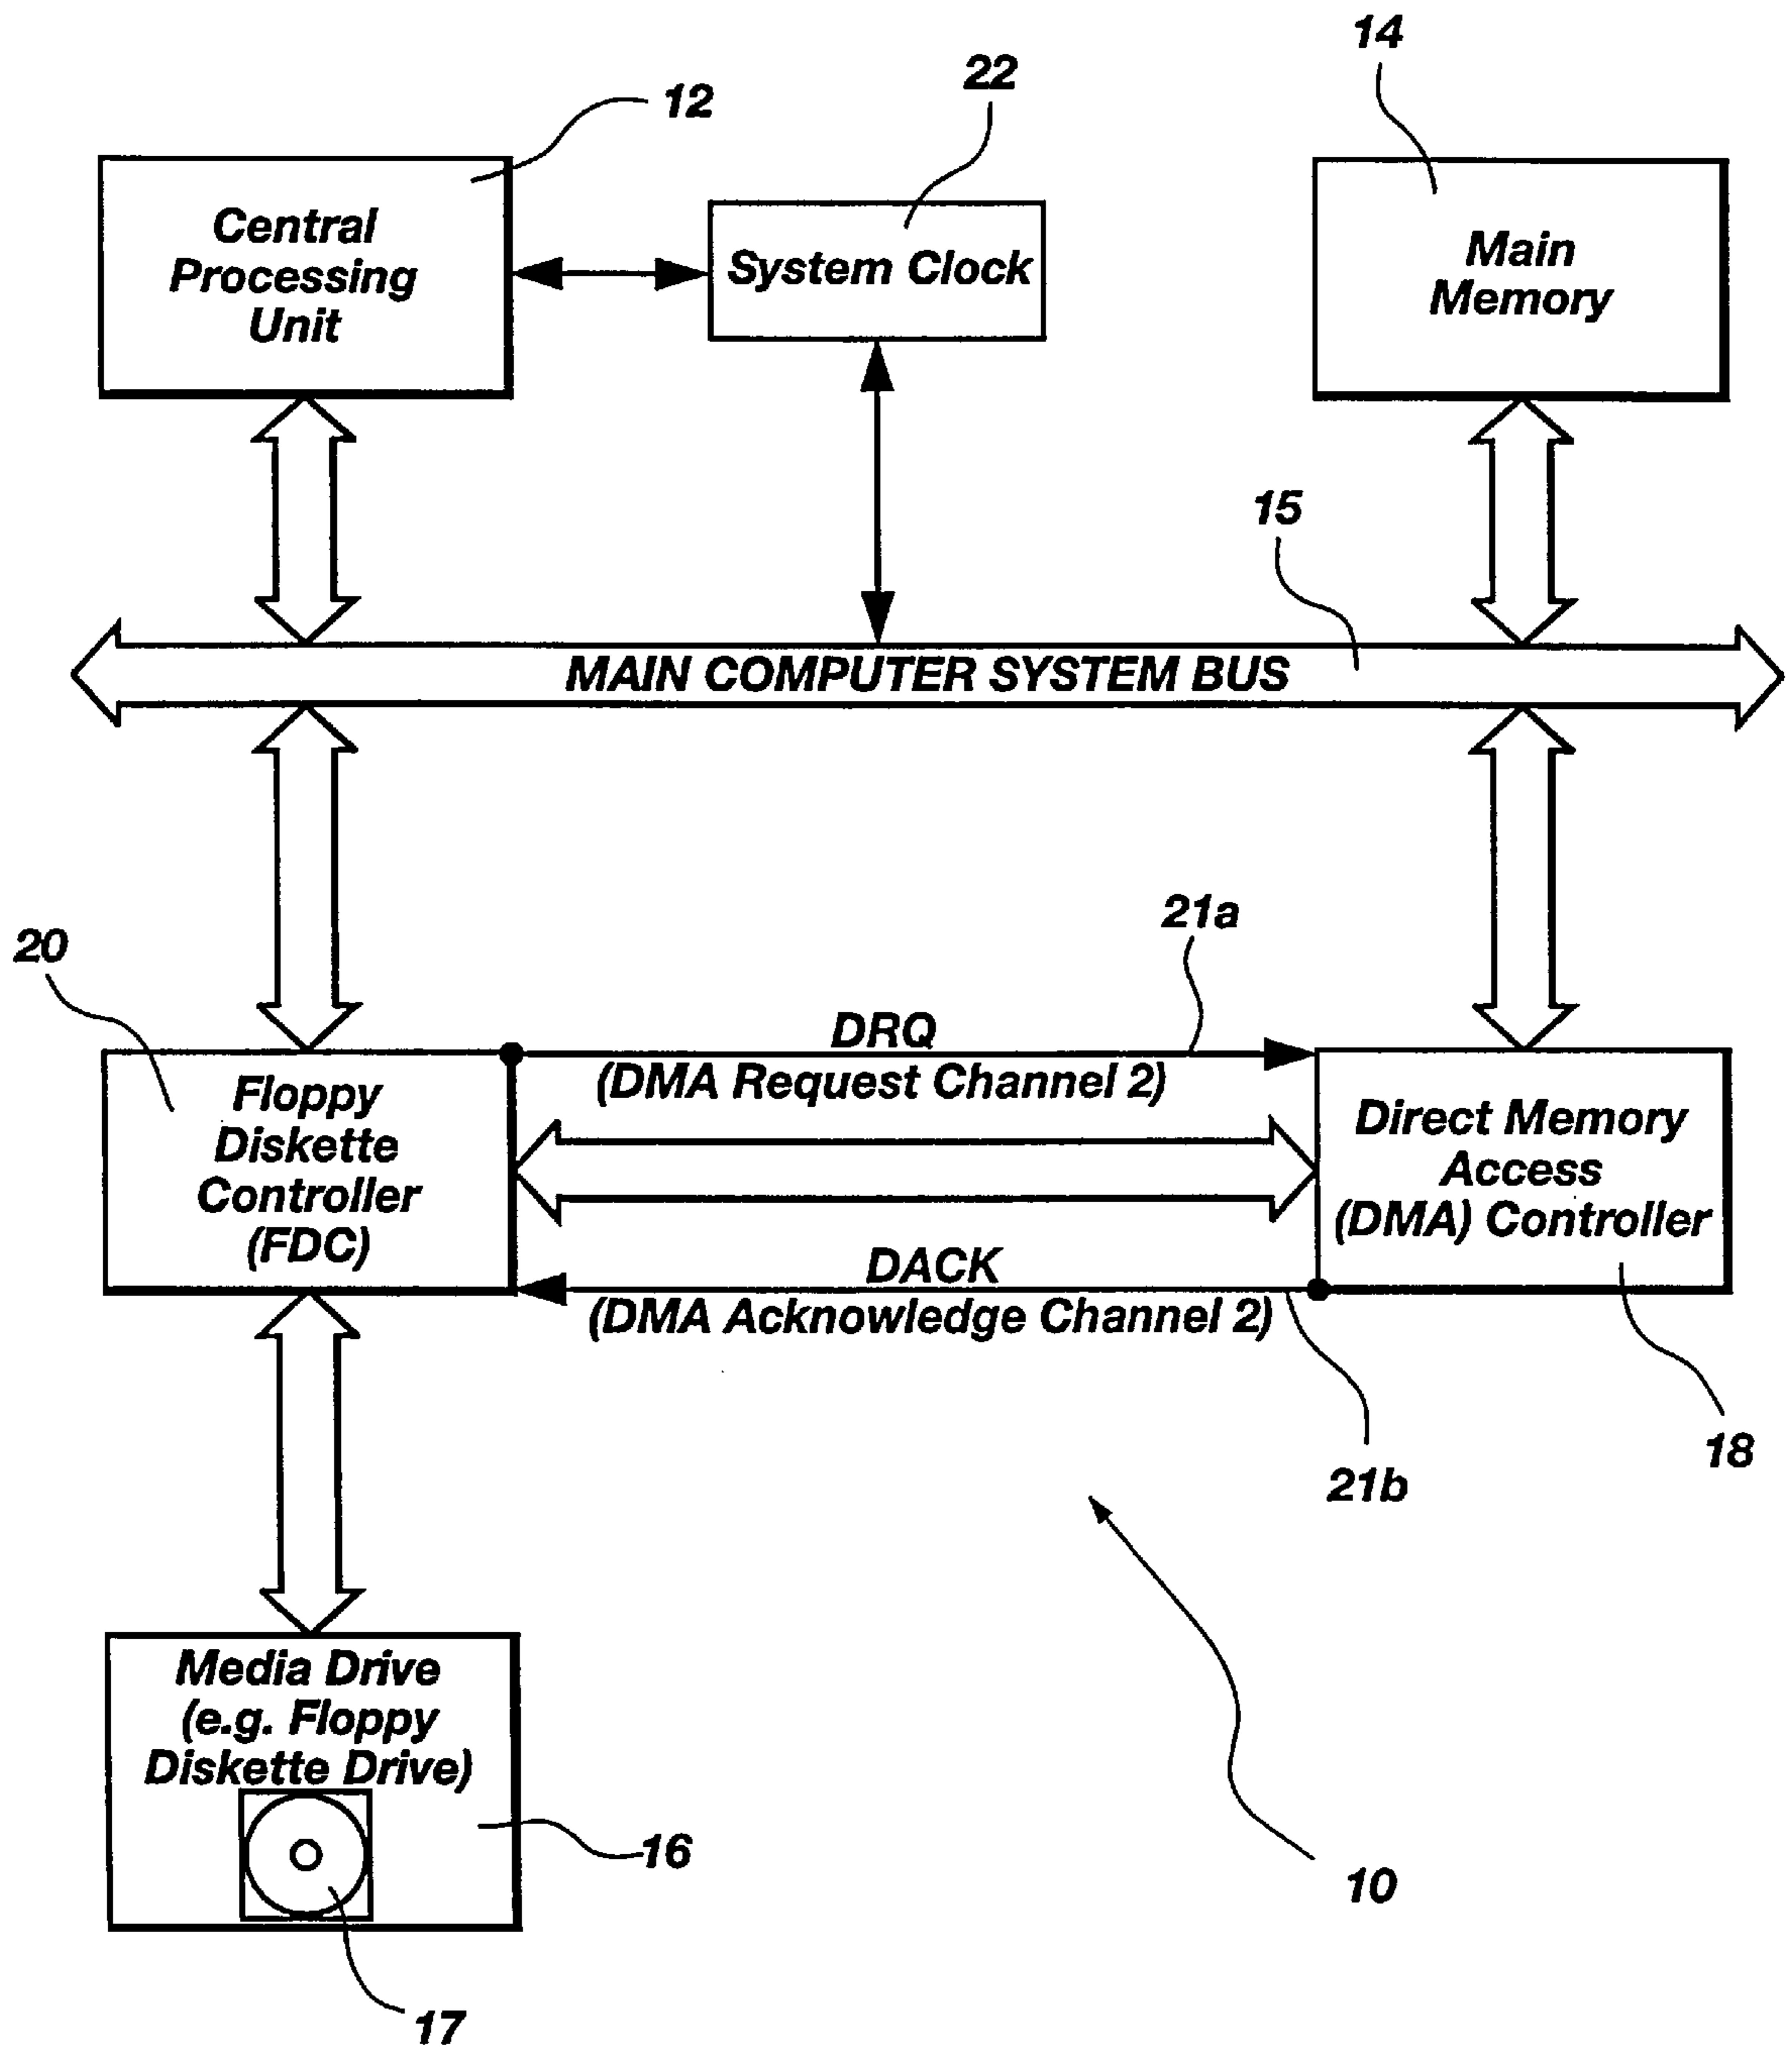 14
22
12
Central
Processing
Unit
System Clock
Main
Memory
15
MAIN COMPUTER SYSTEM BUS
21a
20
DRQ
(DMA Request Channel 2)
Floppy
Diskette
Controller
(FDC)
Direct Memory
Access
(DMA) Controller
DACK
(DMA Acknowledge Channel 2)
18
21b
Media Drive
(e.g. Floppy
Diskette Drive)
16
10
17